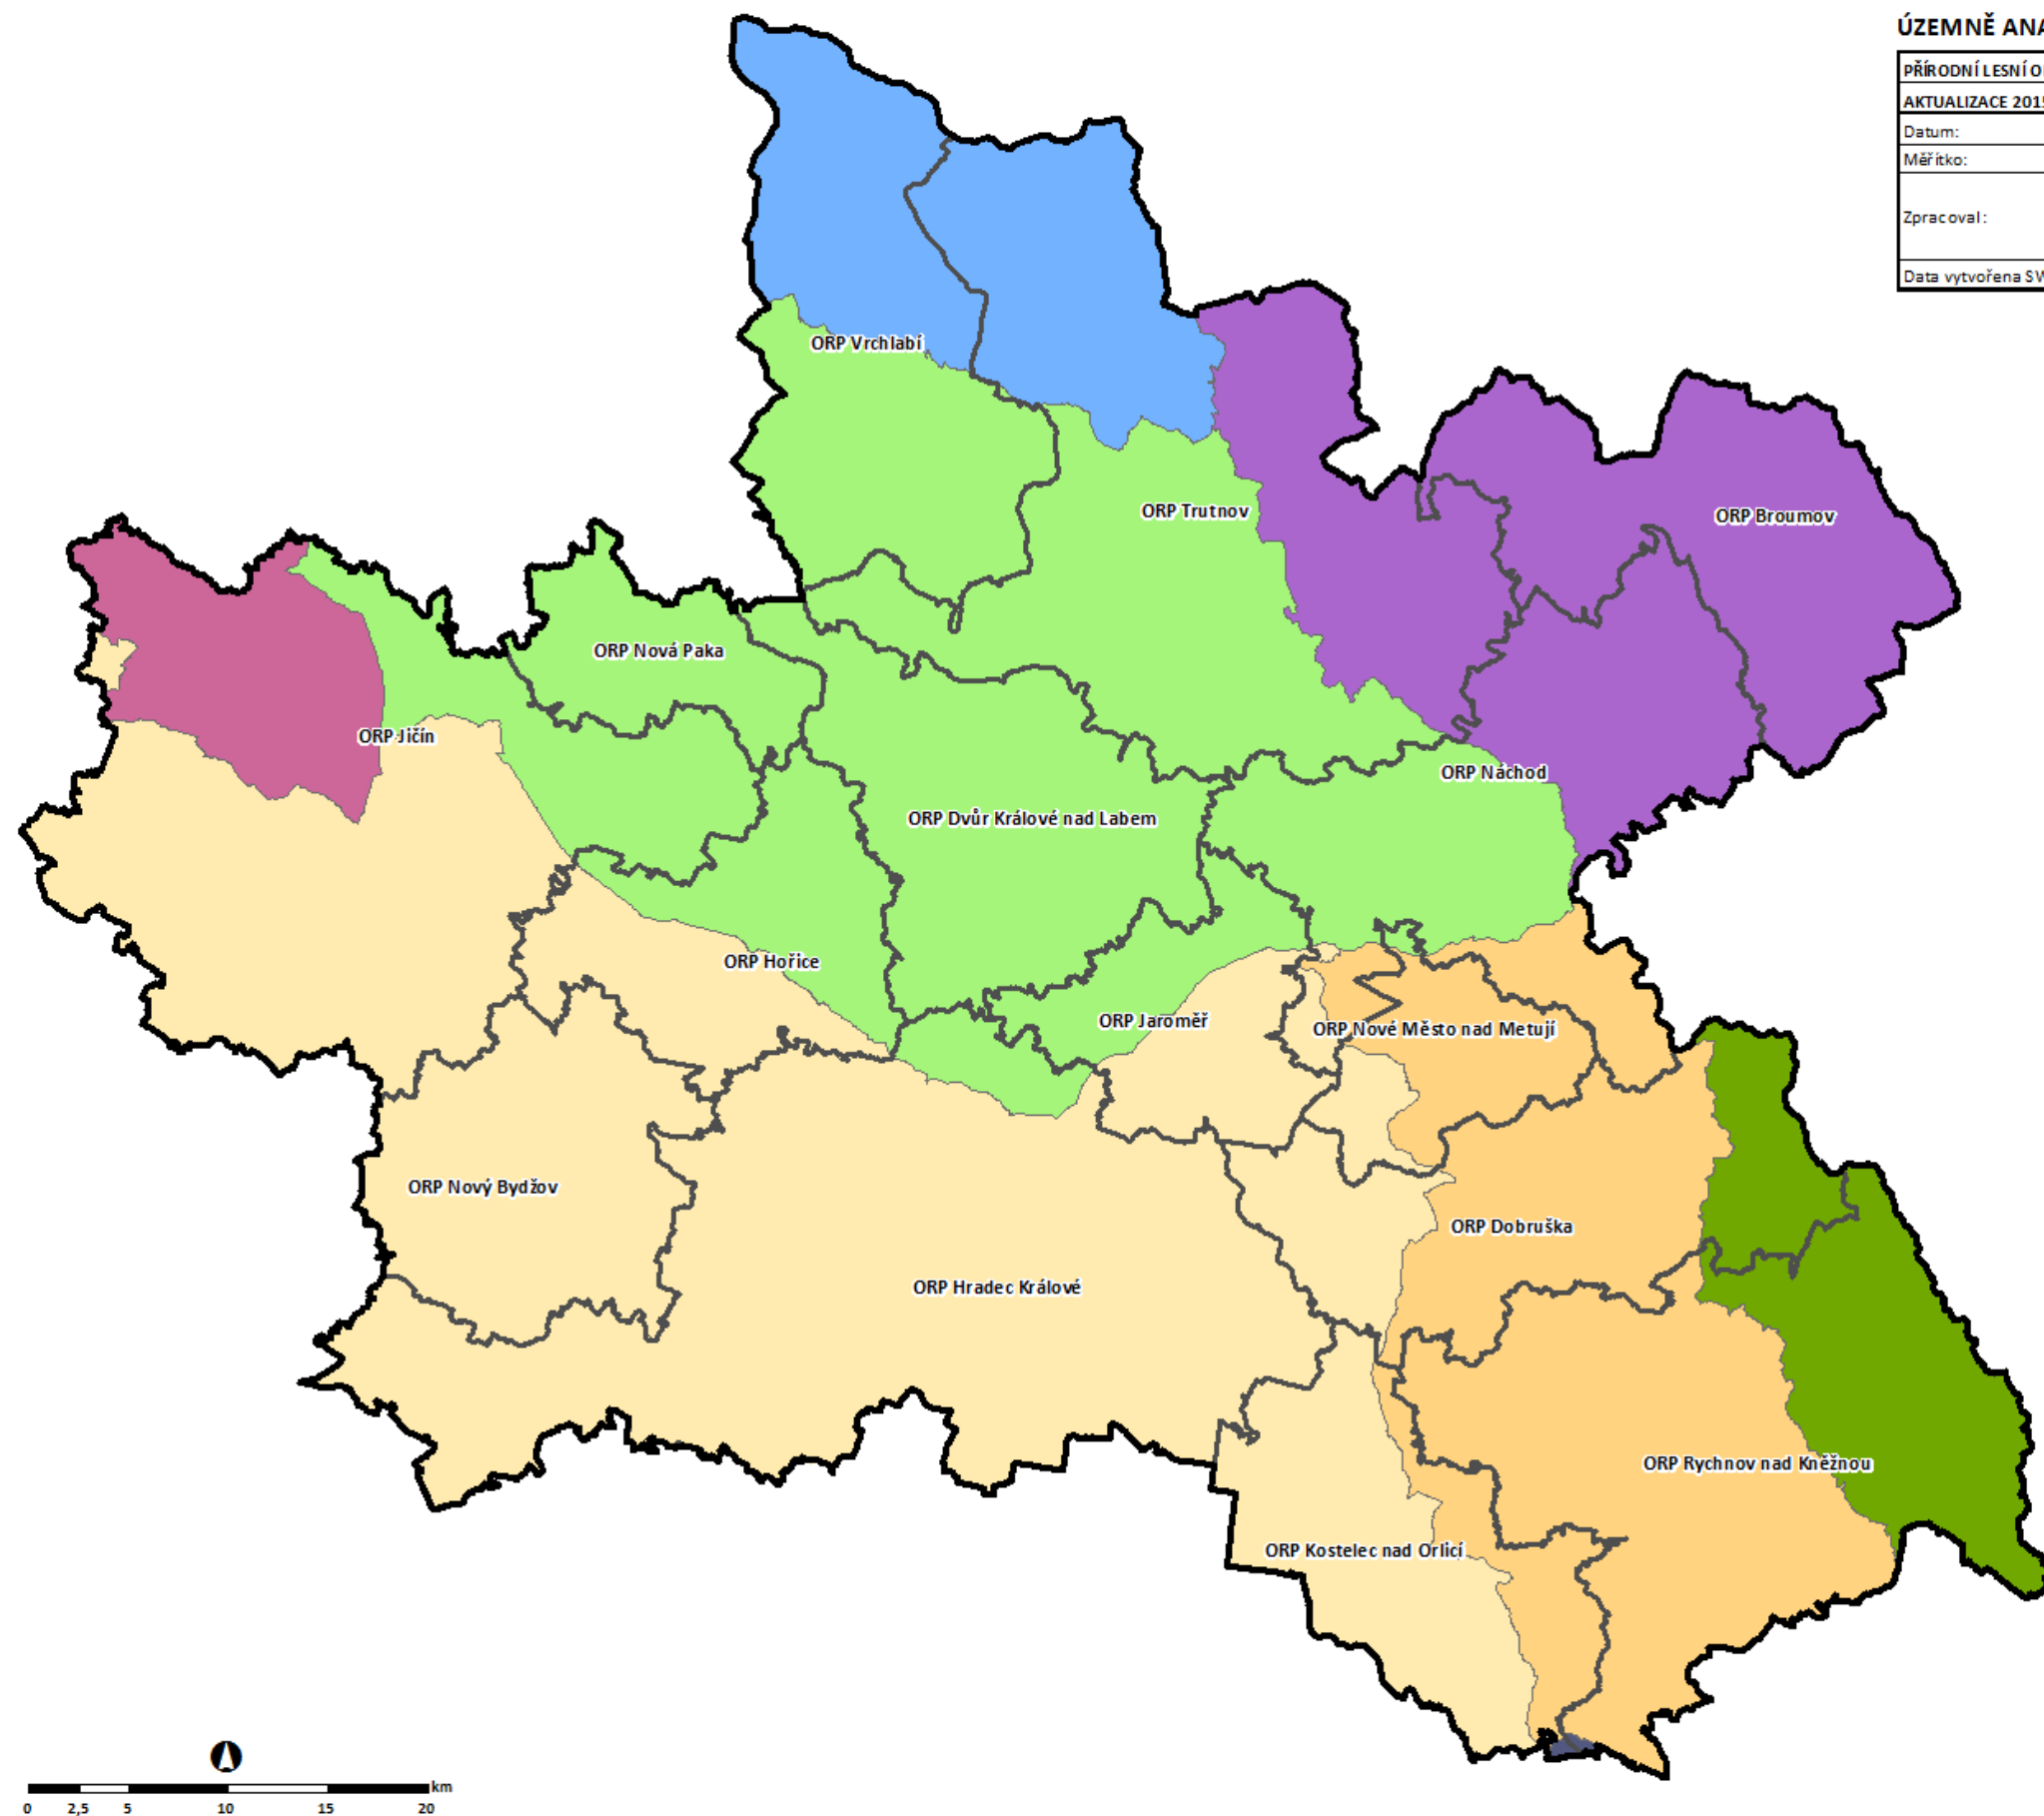 ÚZEMNĚ ANA
PŘÍRODNÍ LESNÍ O
AKTUALIZACE 201
Datum:
Měřítko:
Zpracoval:
Data vytvořena SW
ORP Vrchlabí
ORP Trutnov
ORP Broumov
ORP Nová Paka
ORP Jičín
ORP Náchod
ORP Dvůr Králové nad Labem
ORP Hořice
ORP Jaroměř
ORP Nové Město nad Metují
ORP Nový Bydžov
ORP Dobruška
ORP Hradec Králové
ORP Rychnov nad Kněžnou
ORP Kostelec nad Orlicí
km
0 2,5 5 10 15 20